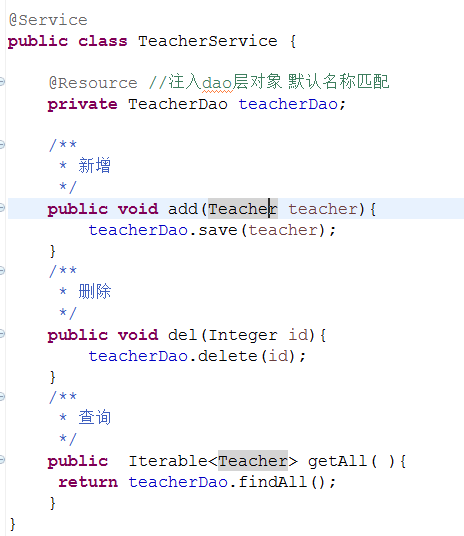 @Service
public class TeacherService {
@Resource //注入dao层对象 默认名称匹配
private TeacherDao teacherDao;
/**
* 新增
*/
public void add(Teacher teacher){
teacherDao.save(teacher);
}
/**
* 删除
*/
public void del(Integer id){
teacherDao.delete(id);
}
/**
* 查询
*/
public  Iterable<Teacher> getAll( ){
return teacherDao.findAll();
}
}